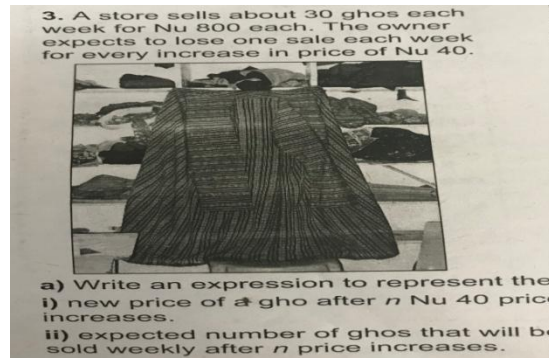 3. A store sells about 30 ghos each
week for Nu 800 each. The owner
expects to lose one sale each week
for every increase in price of Nu 40.
a) Write an expression to represent the
i) new price of a gho after n Nu 40 pric
increases.
ii) expected number of ghos that will b
sold weekly after n price increases.